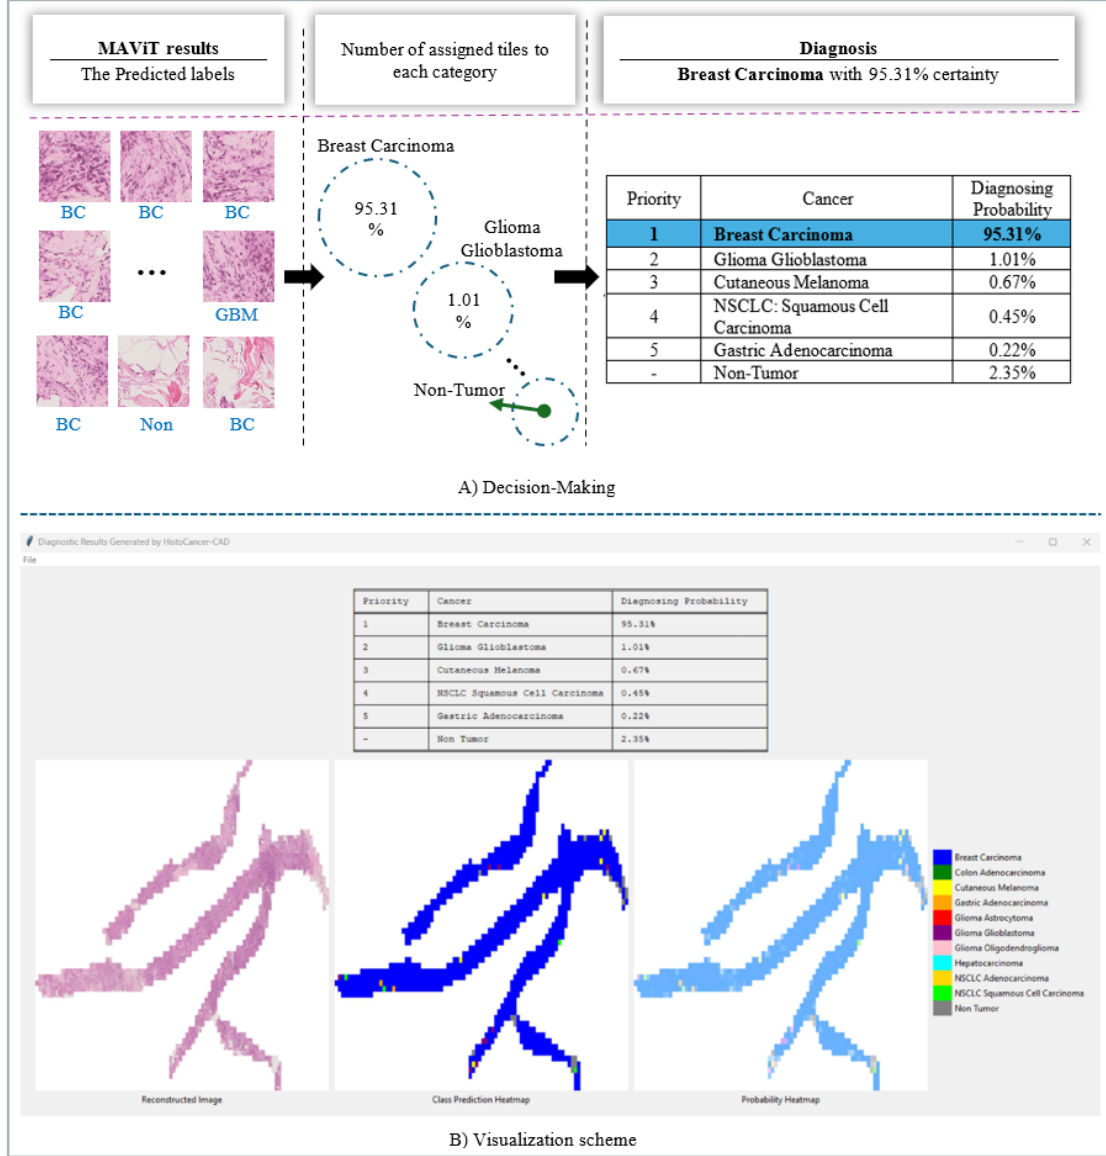 MAViT results
The Predicted labels
Number of assigned tiles to
each category
Diagnosis
Breast Carcinoma with 95.31% certainty
BC
BC
BC
BC
•••
GBM
BC
Non
BC
Breast Carcinoma
95.31
%
Glioma
Glioblastoma
1.01
%
Non-Tumor
Priority Cancer Diagnosing
Probability
1 Breast Carcinoma 95.31%
2 Glioma Glioblastoma 1.01%
3 Cutaneous Melanoma 0.67%
4 NSCLC: Squamous Cell
Carcinoma 0.45%
5 Gastric Adenocarcinoma 0.22%
- Non-Tumor 2.35%
A) Decision-Making
Diagnostic Results Generated by HistoCancer-CAD
File
Priority Cancer Diagnosing Probability
1 Breast Carcinoma 95.31%
2 Glioma Glioblastoma 1.01%
3 Cutaneous Melanoma 0.67%
4 NSCLC Squamous Cell Carcinoma 0.45%
5 Gastric Adenocarcinoma 0.22%
- Non Tumor 2.35%
Breast Carcinoma
Colon Adenocarcinoma
Cutaneous Melanoma
Gastric Adenocarcinoma
Glioma Astrocytoma
Glioma Glioblastoma
Glioma Oligodendroglioma
Hepatocarcinoma
NSCLC Adenocarcinoma
NSCLC Squamous Cell Carcinoma
Non Tumor
Reconstructed Image
Class Prediction Heatmap
Probability Heatmap
B) Visualization scheme